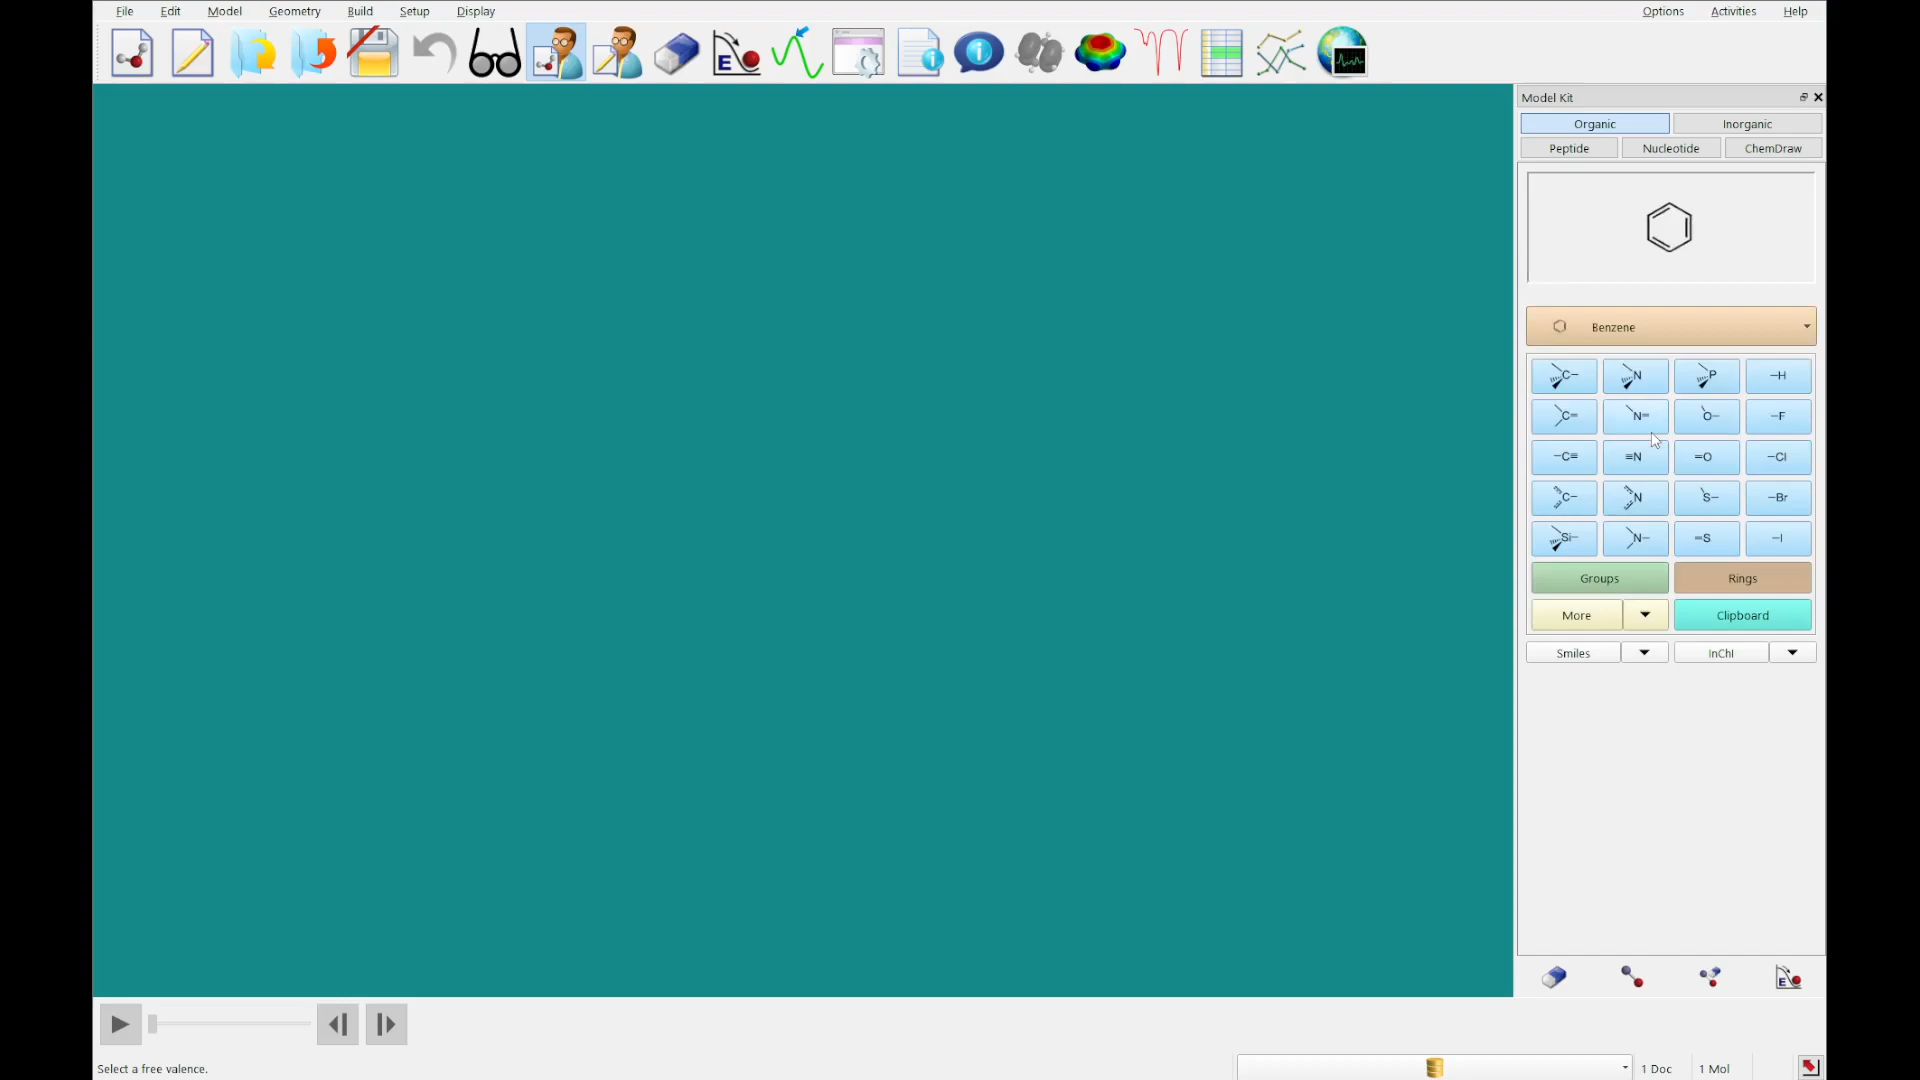 File Edit Model Geometry Build Setup Display Options Activities Help
E
Model Kit
Organic Inorganic
Peptide Nucleotide ChemDraw
Benzene
C N P H
C= N= O F
C≡ ≡N =O Cl
C N S Br
Si N =S I
Groups Rings
More Clipboard
Smiles InChI
E
Select a free valence. 1 Doc 1 Mol